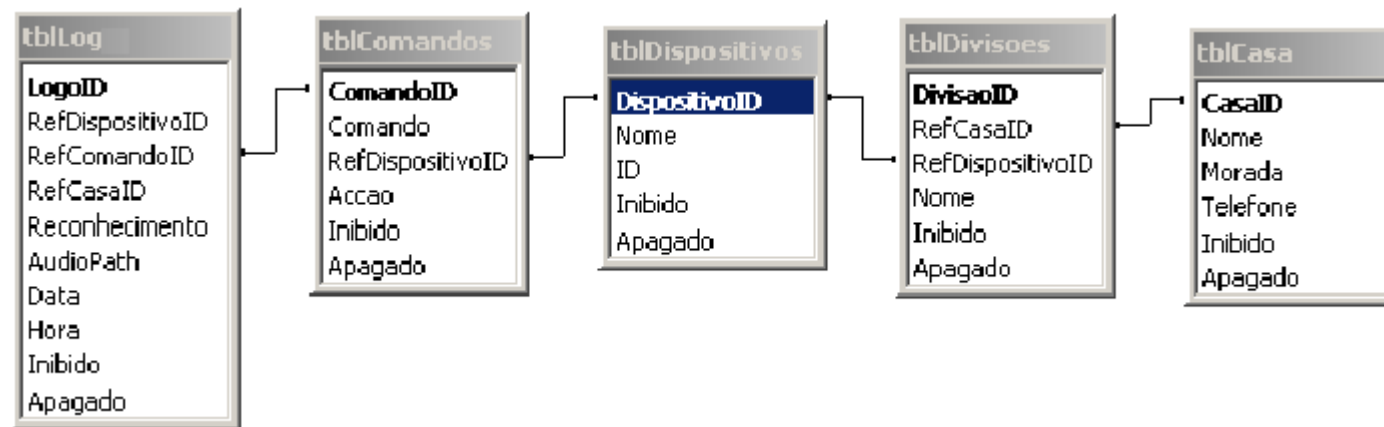 tblLog
LogoID
RefDispositivoID
RefComandoID
RefCasaID
Reconhecimento
AudioPath
Data
Hora
Inibido
Apagado
tblComandos
ComandoID
Comando
RefDispositivoID
Accao
Inibido
Apagado
tblDispositivos
DispositivoID
Nome
ID
Inibido
Apagado
tblDivisoes
DivisaoID
RefCasaID
RefDispositivoID
Nome
Inibido
Apagado
tblCasa
CasaID
Nome
Morada
Telefone
Inibido
Apagado